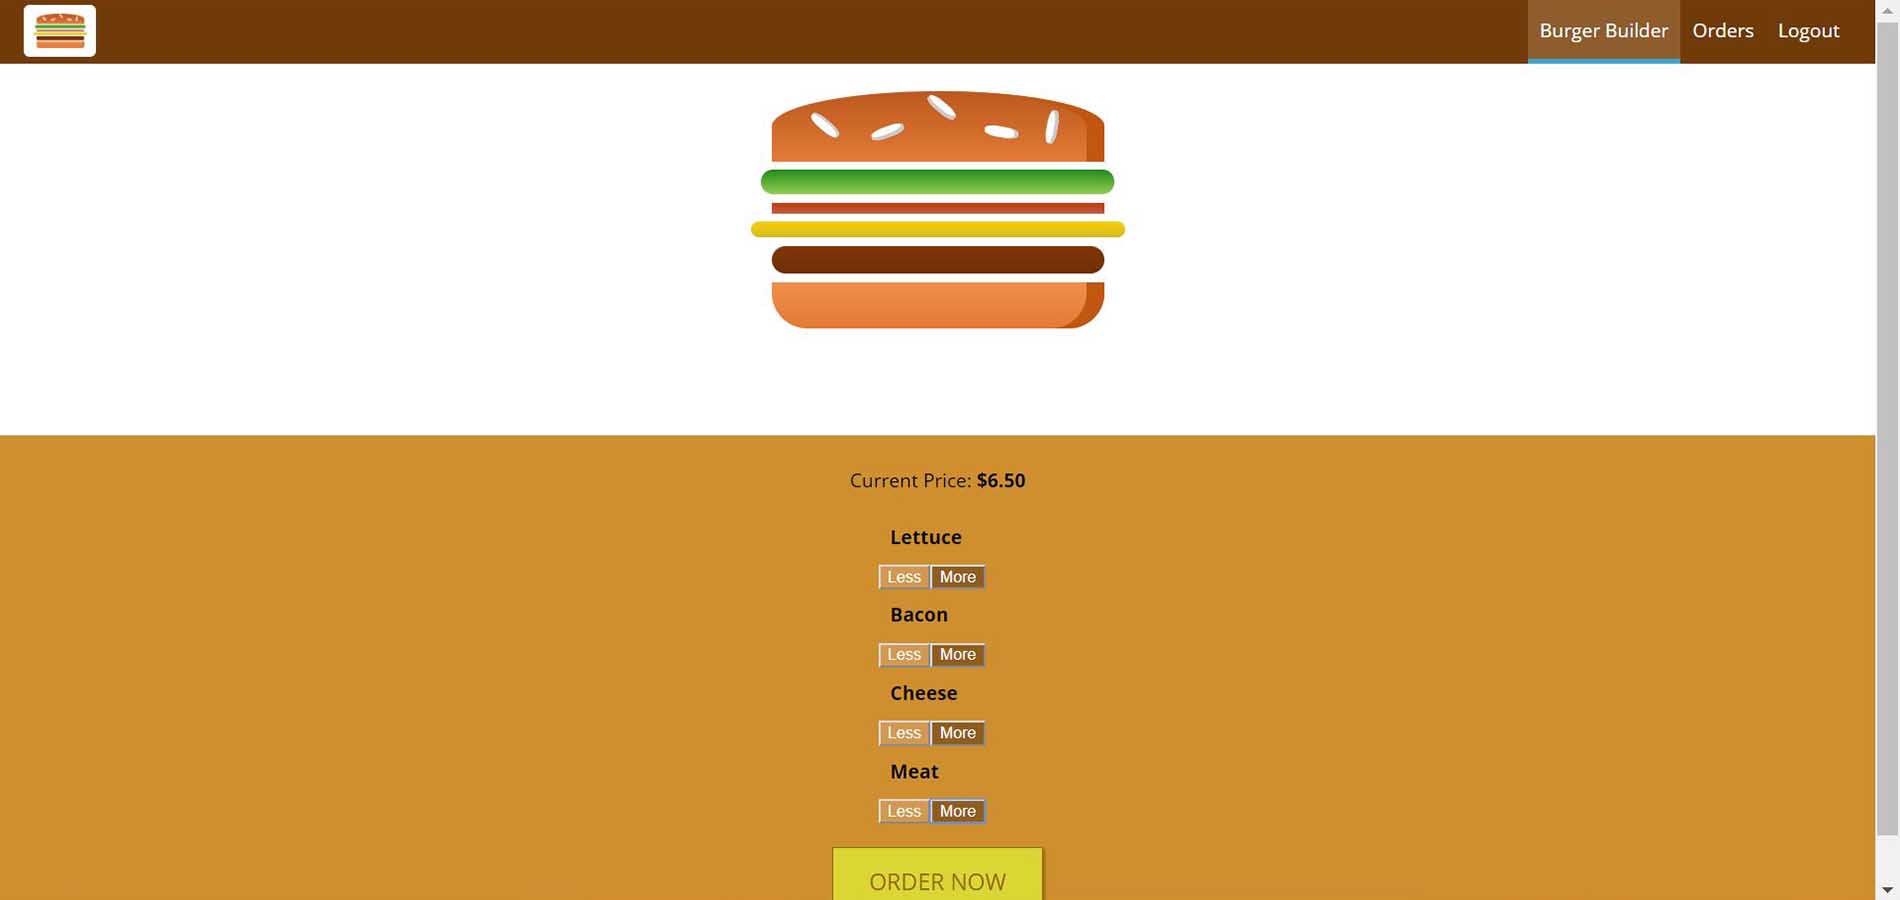 Burger Builder Orders Logout
Current Price: $6.50
Lettuce
Less More
Bacon
Less More
Cheese
Less More
Meat
Less More
ORDER NOW